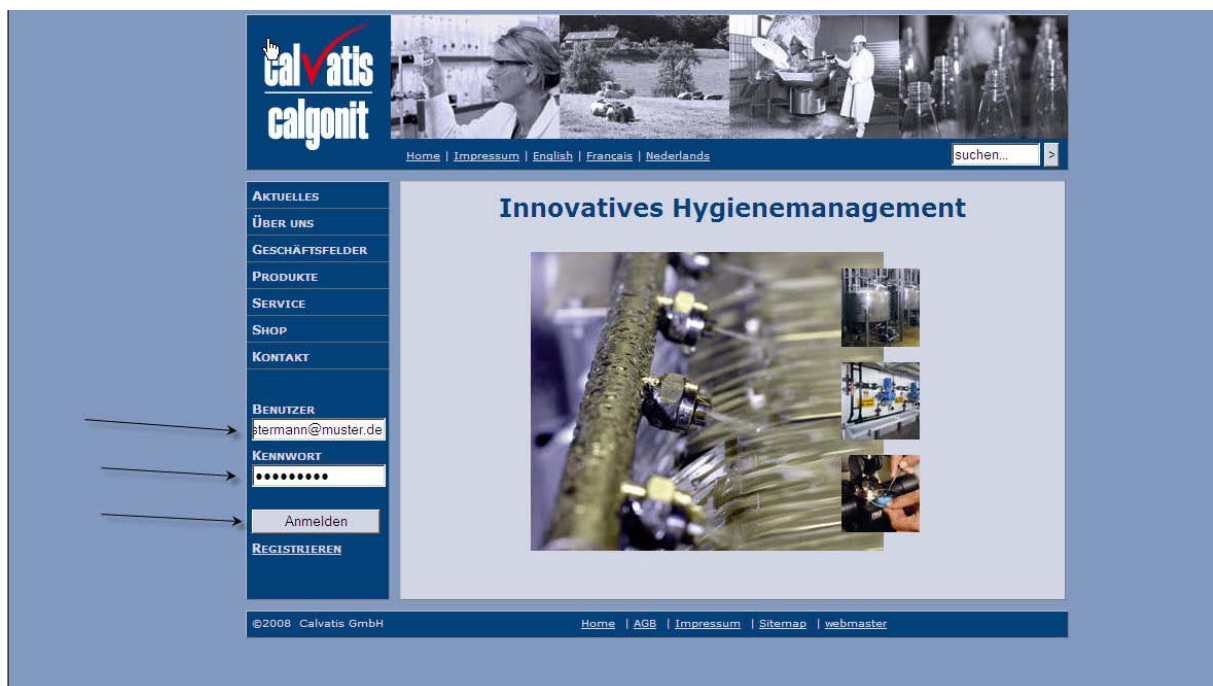 calvatis
calgonit
Home | Impressum | English | Français | Nederlands
suchen... >
AKTUELLES
ÜBER UNS
GESCHÄFTSFELDER
PRODUKTE
SERVICE
SHOP
KONTAKT
BENUTZER
stermann@muster.de
KENNWORT
•••••••••
Anmelden
REGISTRIEREN
Innovatives Hygienemanagement
©2008 Calvatis GmbH
Home | AGB | Impressum | Sitemap | webmaster